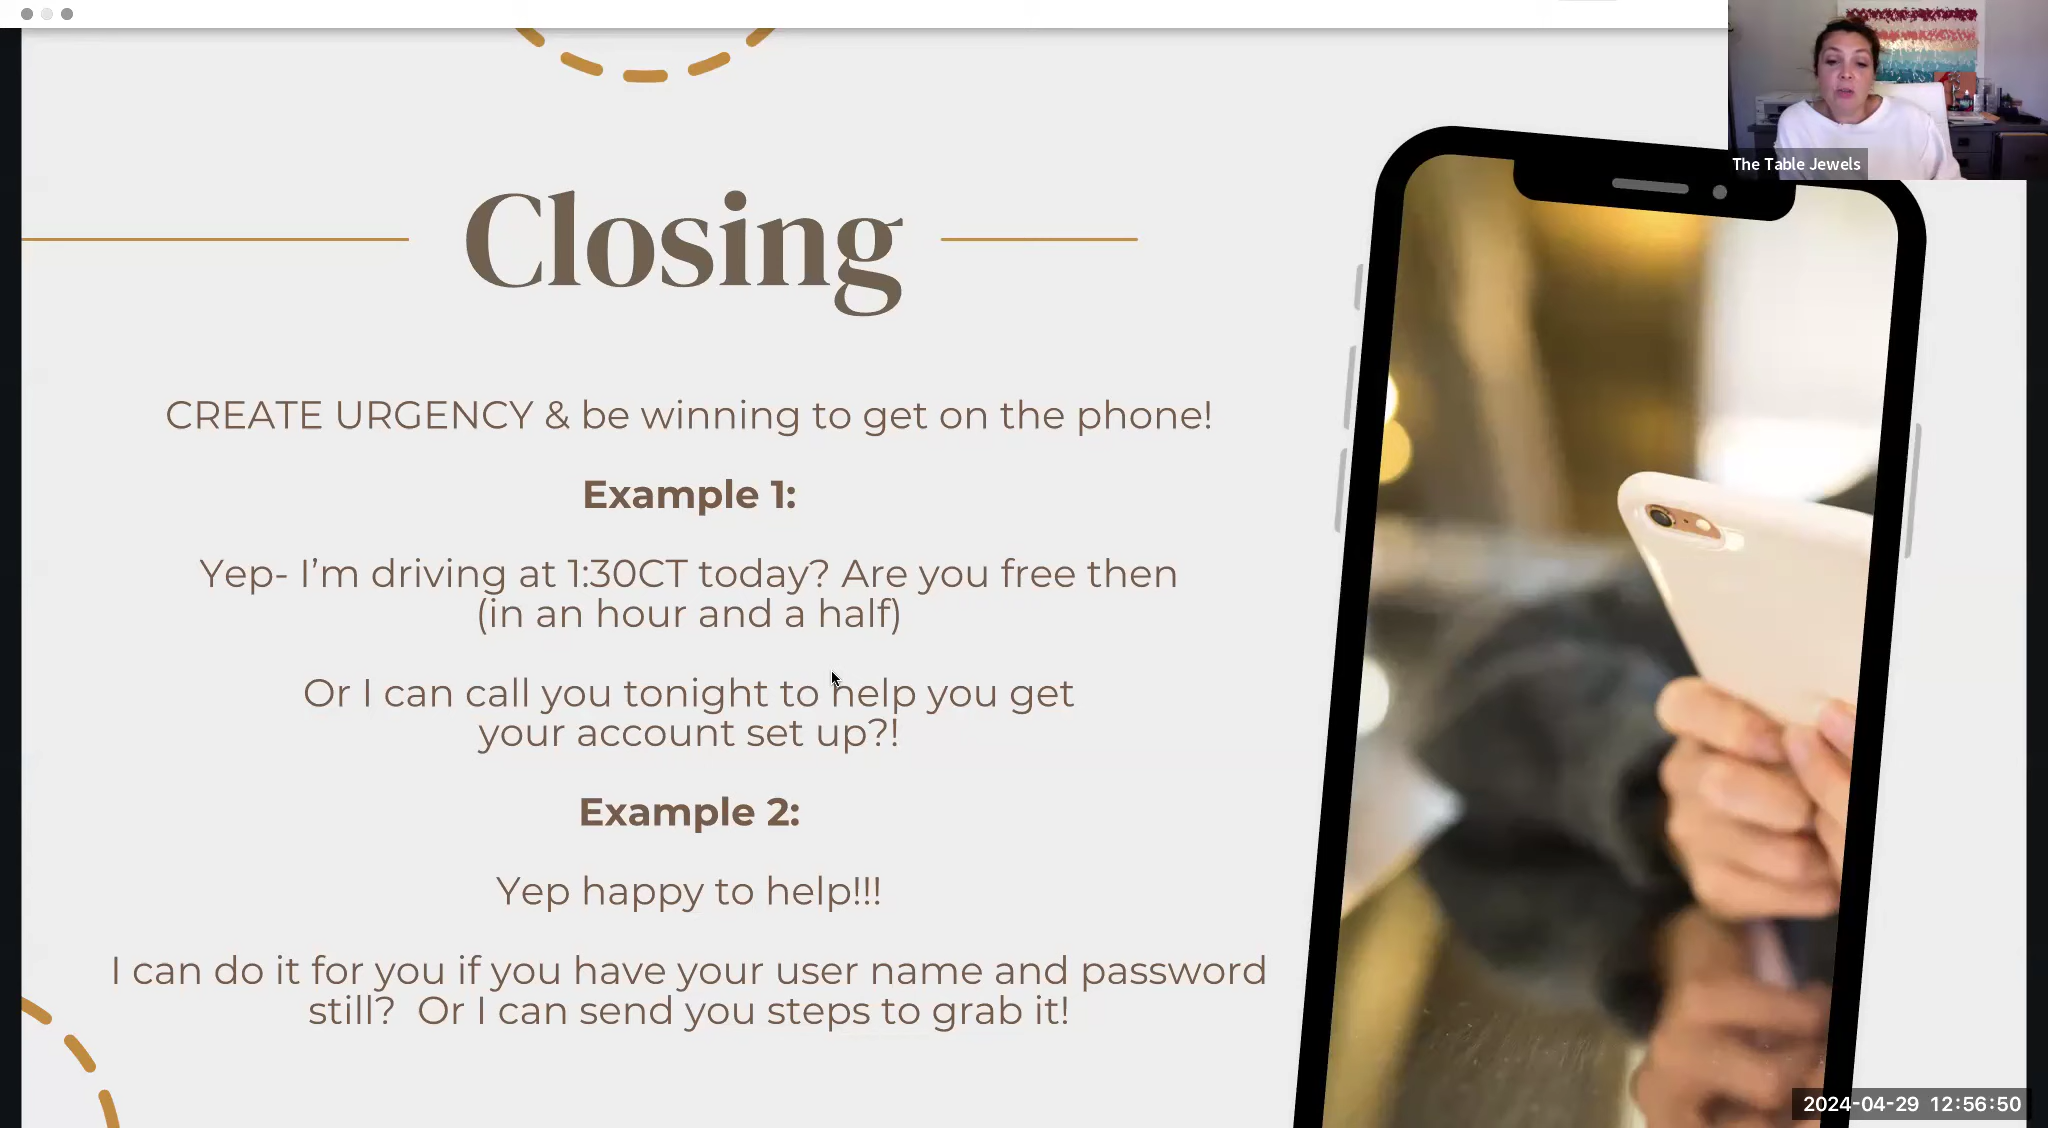 The Table Jewels
Closing
CREATE URGENCY & be winning to get on the phone!
Example 1:
Yep- I’m driving at 1:30CT today? Are you free then
(in an hour and a half)
Or I can call you tonight to help you get
your account set up?!
Example 2:
Yep happy to help!!!
I can do it for you if you have your user name and password
still?  Or I can send you steps to grab it!
2024-04-29 12:56:50